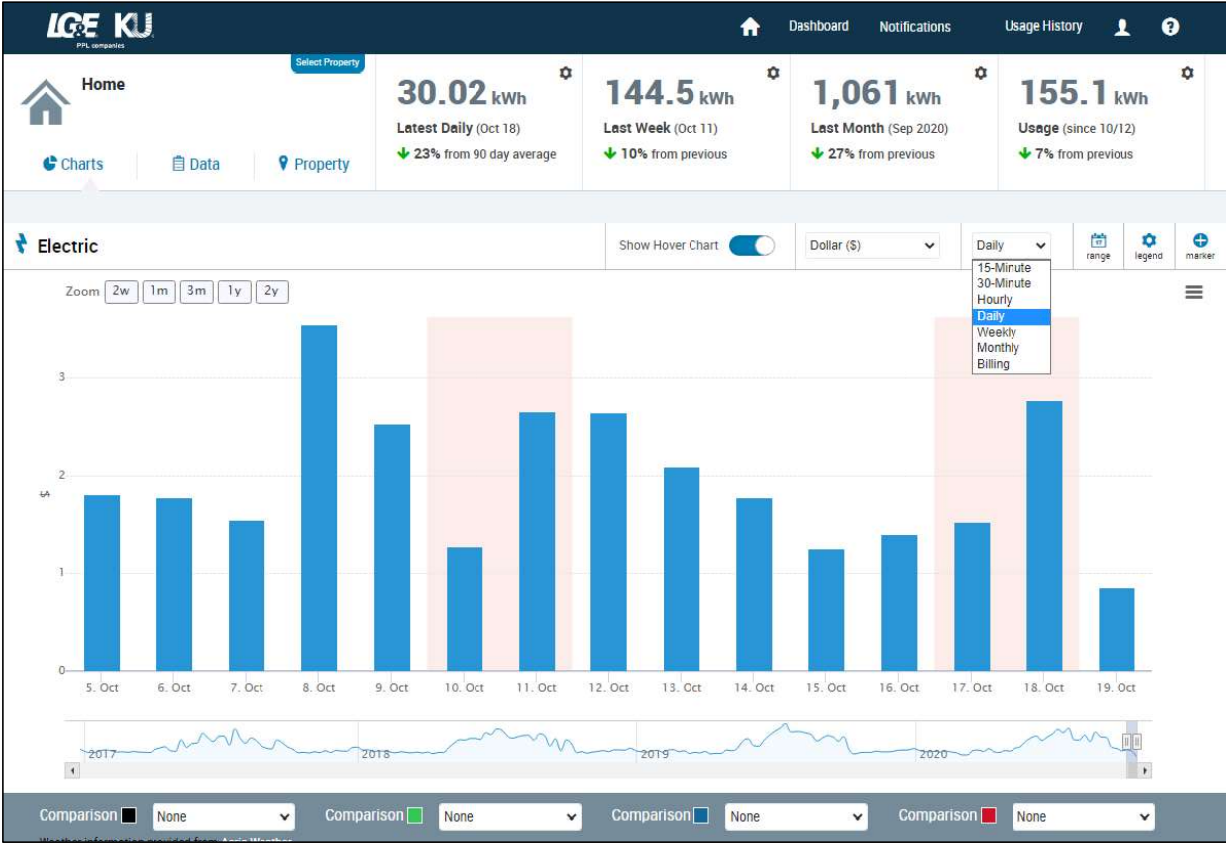 LG&E KU
PPL companies
Dashboard
Notifications
Usage History
?
Home
Select Property
Charts
Data
Property
30.02 kWh
Latest Daily (Oct 18)
23% from 90 day average
144.5 kWh
Last Week (Oct 11)
10% from previous
1,061 kWh
Last Month (Sep 2020)
27% from previous
155.1 kWh
Usage (since 10/12)
7% from previous
Electric
Show Hover Chart
Dollar ($)
Daily
range
legend
marker
15-Minute
30-Minute
Hourly
Daily
Weekly
Monthly
Billing
Zoom 2w 1m 3m 1y 2y
3
2
$
1
0
5. Oct 6. Oct 7. Oct 8. Oct 9. Oct 10. Oct 11. Oct 12. Oct 13. Oct 14. Oct 15. Oct 16. Oct 17. Oct 18. Oct 19. Oct
2017 2018 2019 2020
Comparison None Comparison None Comparison None Comparison None
Weather information provided from